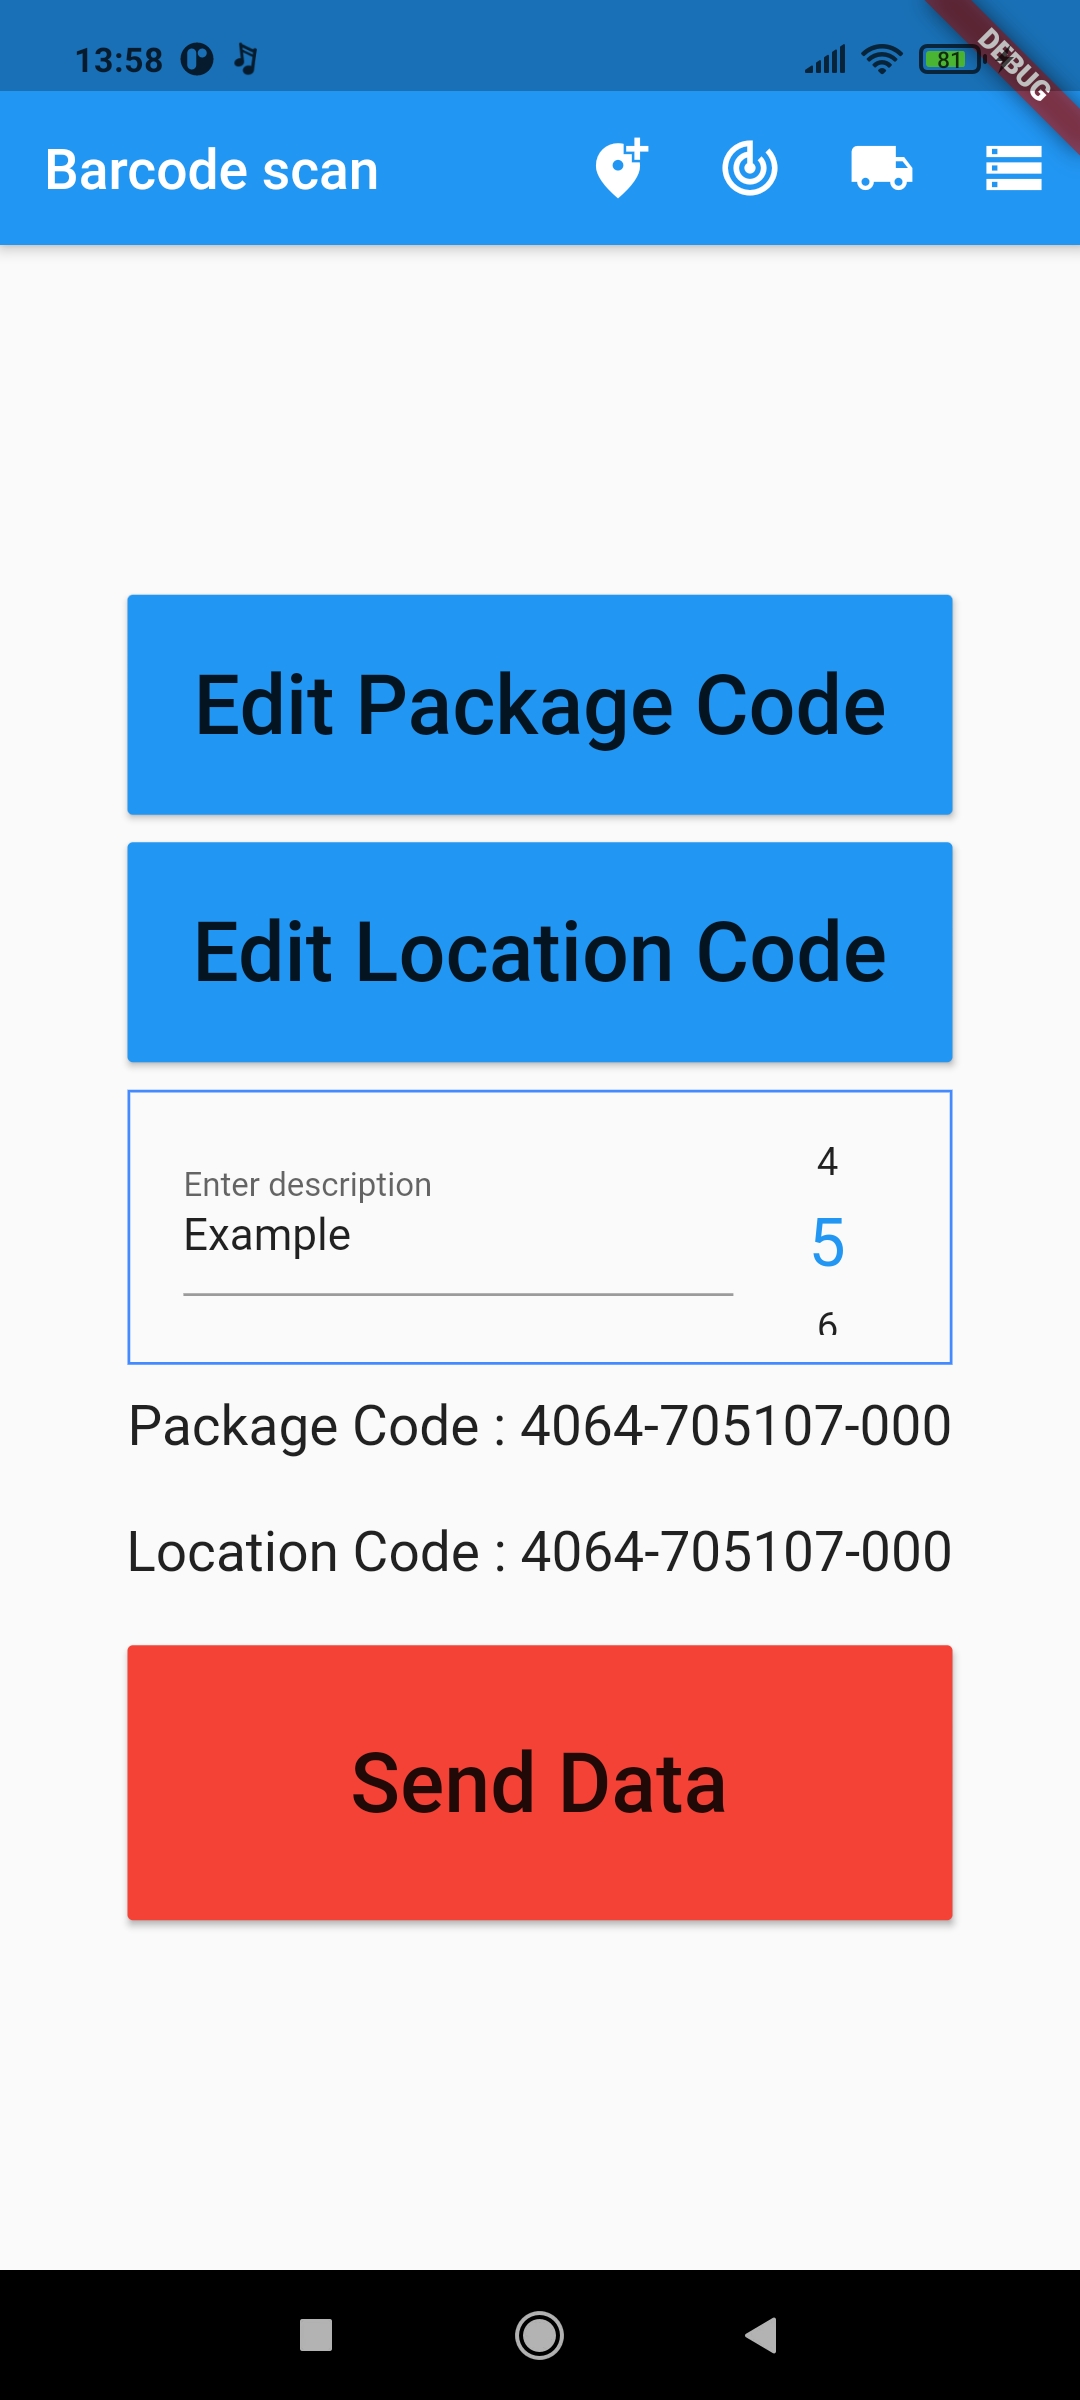 13:58
81
DEBUG
Barcode scan
Edit Package Code
Edit Location Code
4
Enter description
Example
5
6
Package Code : 4064-705107-000
Location Code : 4064-705107-000
Send Data